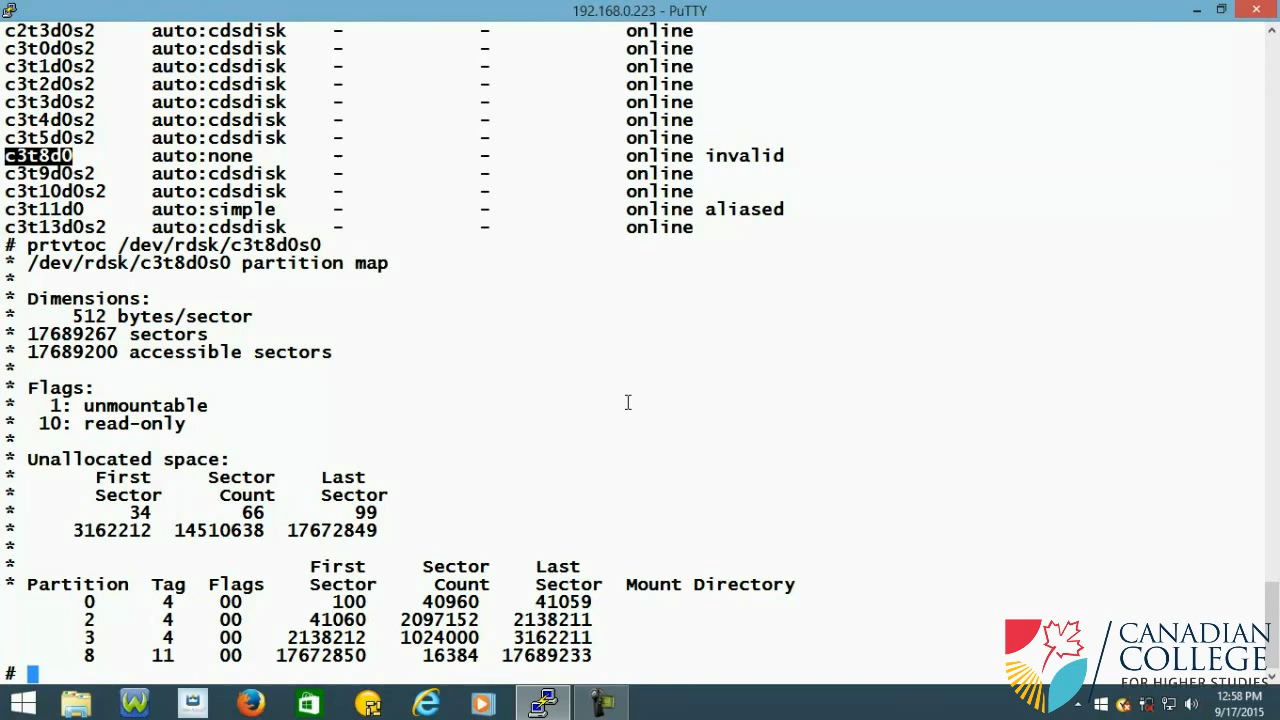 192.168.0.223 - PuTTY
c2t3d0s2     auto:cdsdisk    -            -            online
c3t0d0s2     auto:cdsdisk    -            -            online
c3t1d0s2     auto:cdsdisk    -            -            online
c3t2d0s2     auto:cdsdisk    -            -            online
c3t3d0s2     auto:cdsdisk    -            -            online
c3t4d0s2     auto:cdsdisk    -            -            online
c3t5d0s2     auto:cdsdisk    -            -            online
c3t8d0       auto:none       -            -            online invalid
c3t9d0s2     auto:cdsdisk    -            -            online
c3t10d0s2    auto:cdsdisk    -            -            online
c3t11d0      auto:simple     -            -            online aliased
c3t13d0s2    auto:cdsdisk    -            -            online
# prtvtoc /dev/rdsk/c3t8d0s0
* /dev/rdsk/c3t8d0s0 partition map
*
* Dimensions:
*     512 bytes/sector
* 17689267 sectors
* 17689200 accessible sectors
*
* Flags:
*   1: unmountable
*  10: read-only
*
* Unallocated space:
*       First     Sector    Last
*       Sector     Count    Sector
*          34        66        99
*     3162212  14510638  17672849
*
*                          First     Sector    Last
* Partition  Tag  Flags    Sector     Count    Sector  Mount Directory
       0      4    00        100     40960     41059
       2      4    00      41060   2097152   2138211
       3      4    00    2138212   1024000   3162211
       8     11    00   17672850     16384  17689233
#
CANADIAN
COLLEGE
FOR HIGHER STUDIES
12:58 PM
9/17/2015